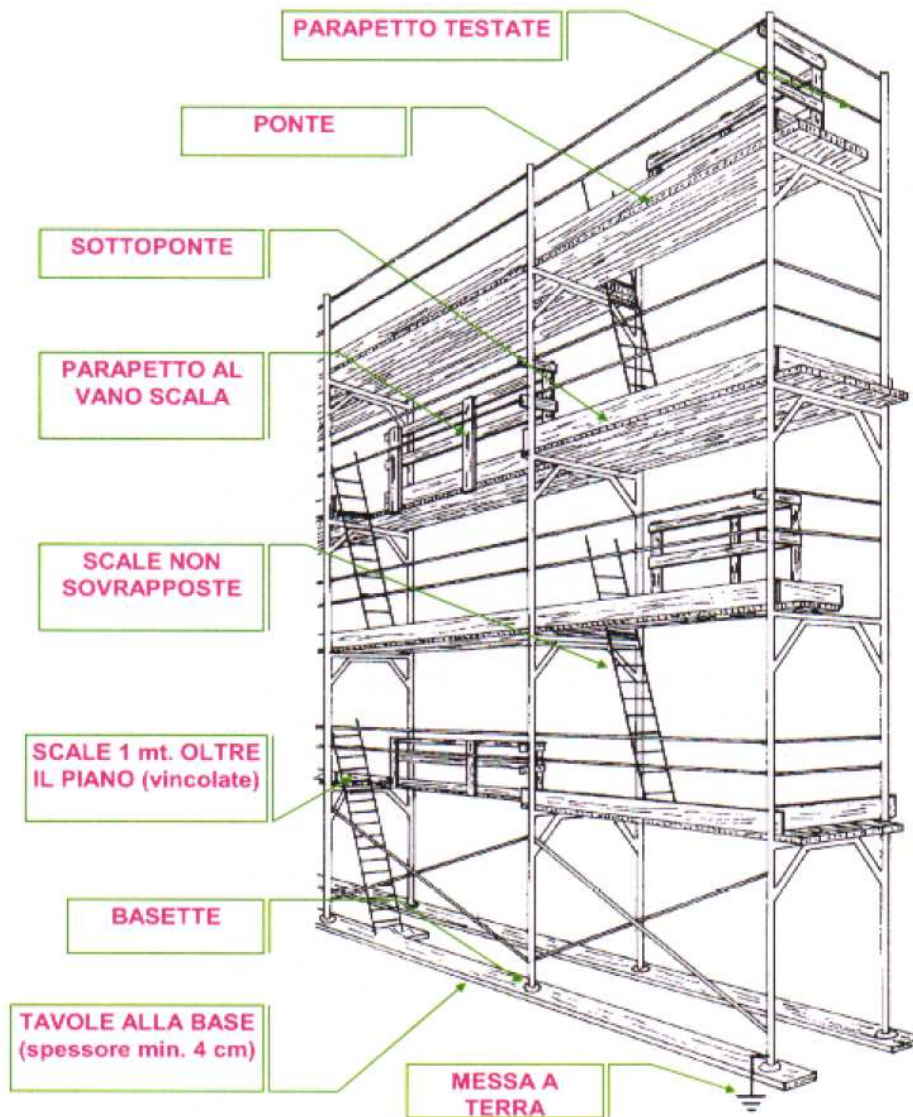 PARAPETTO TESTATE
PONTE
SOTTOPONTE
PARAPETTO AL
VANO SCALA
SCALE NON
SOVRAPPOSTE
SCALE 1 mt. OLTRE
IL PIANO (vincolate)
BASETTE
TAVOLE ALLA BASE
(spessore min. 4 cm)
MESSA A
TERRA